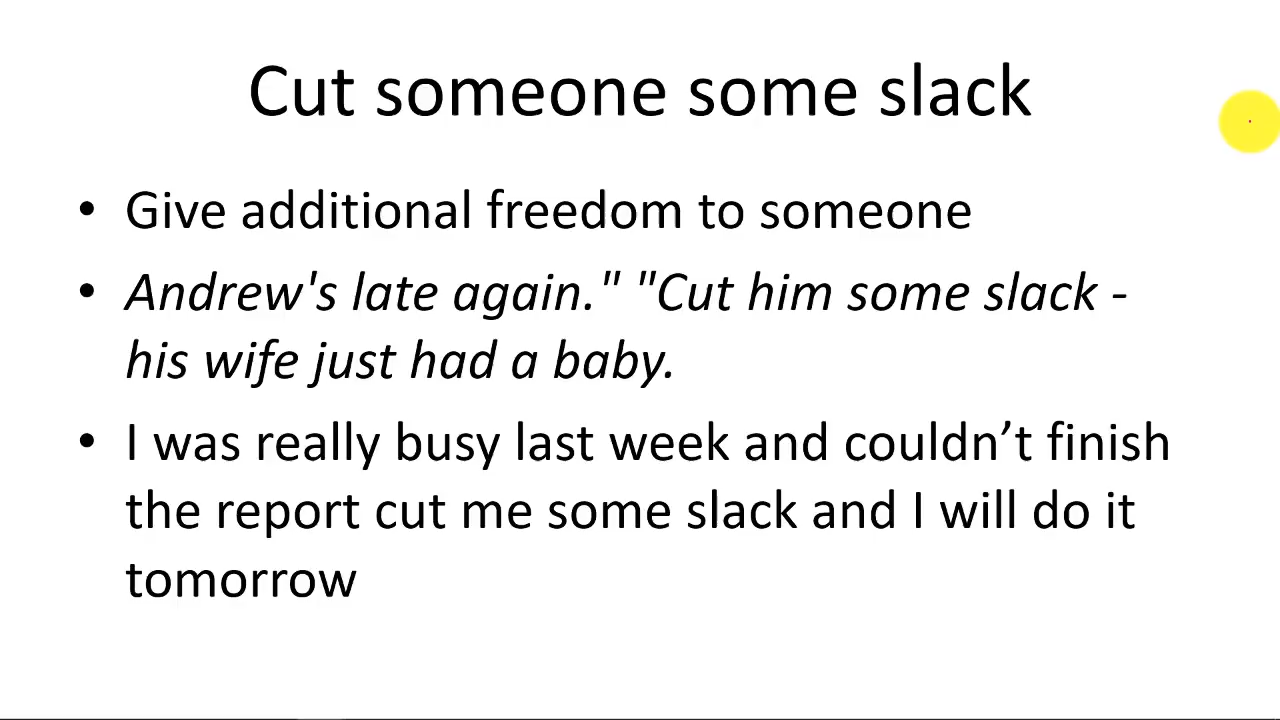 Cut someone some slack
• Give additional freedom to someone
• Andrew's late again." "Cut him some slack -
his wife just had a baby.
• I was really busy last week and couldn’t finish
the report cut me some slack and I will do it
tomorrow